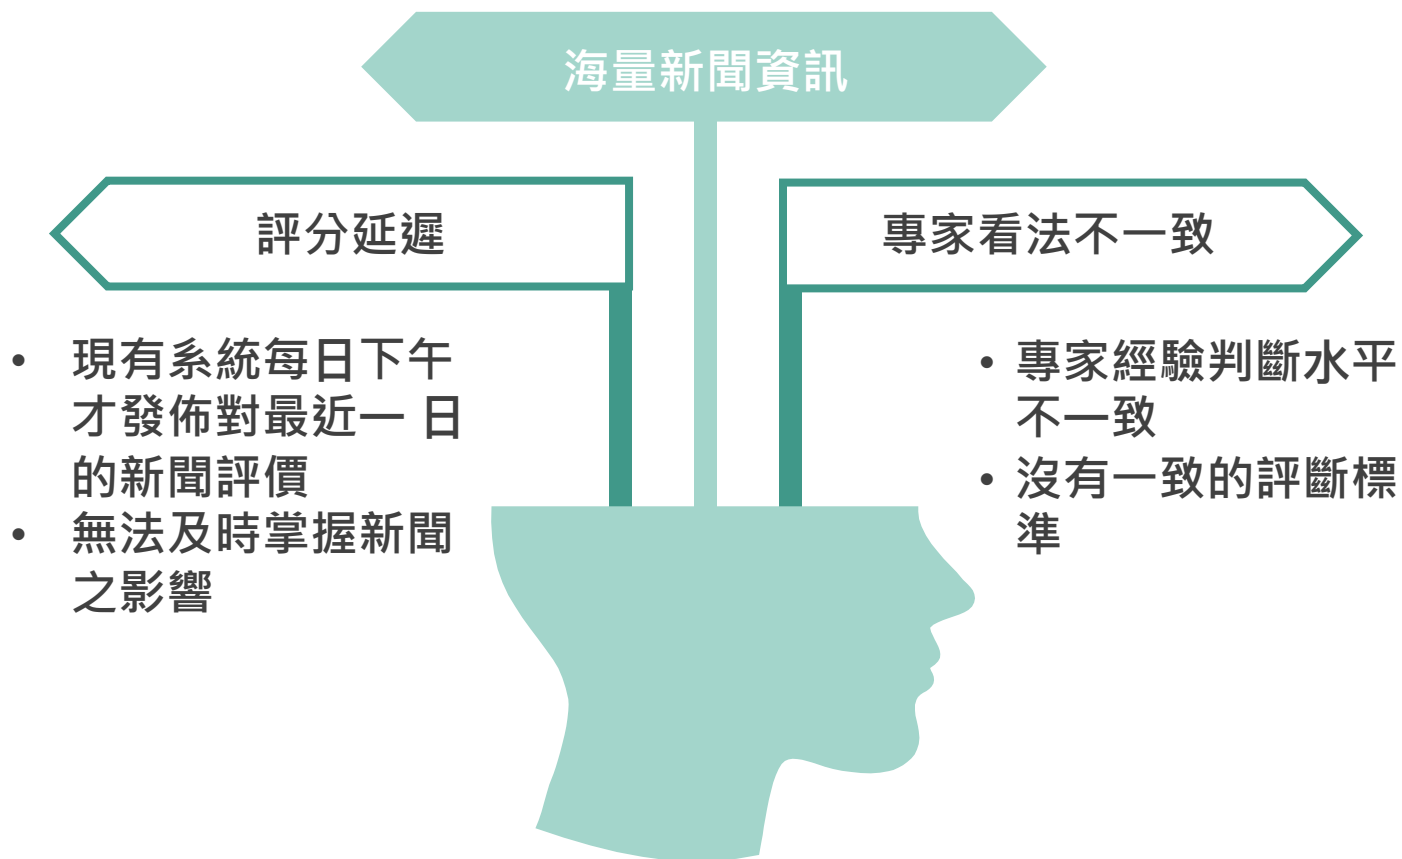 海量新聞資訊
評分延遲
專家看法不一致
• 現有系統每日下午
才發佈對最近一 日
的新聞評價
• 無法及時掌握新聞
之影響
• 專家經驗判斷水平
不一致
• 沒有一致的評斷標
準